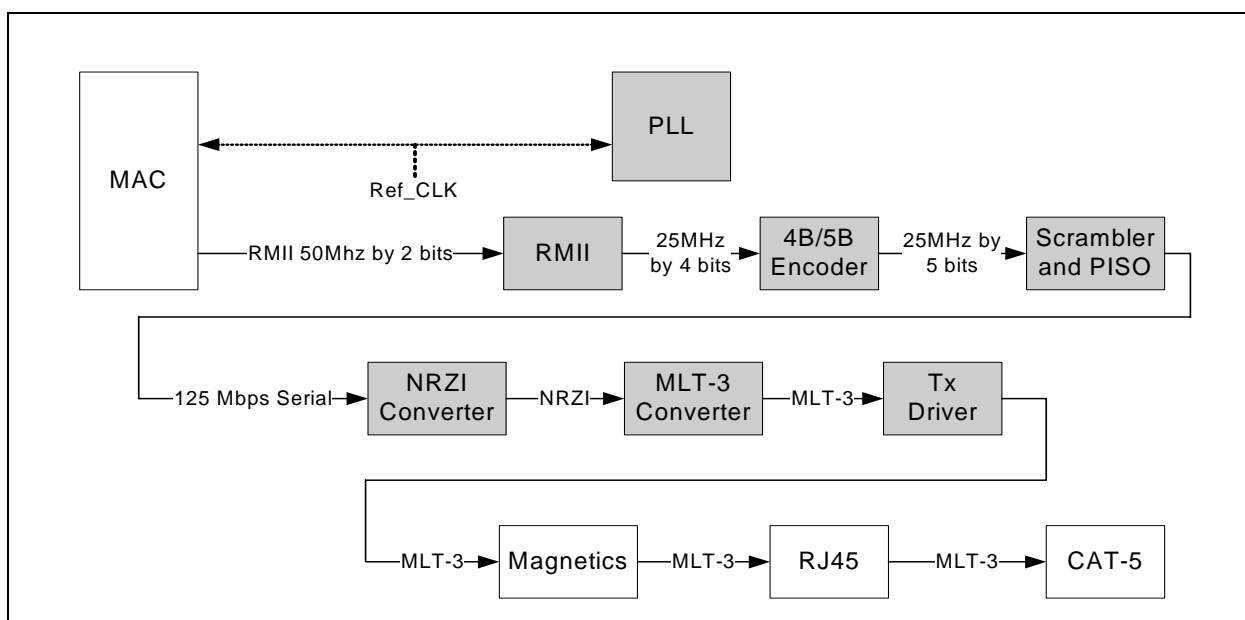 MAC
PLL
Ref_CLK
RMII 50Mhz by 2 bits
RMII
25MHz
by 4 bits
4B/5B
Encoder
25MHz by
5 bits
Scrambler
and PISO
125 Mbps Serial
NRZI
Converter
NRZI
MLT-3
Converter
MLT-3
Tx
Driver
MLT-3
Magnetics
MLT-3
RJ45
MLT-3
CAT-5